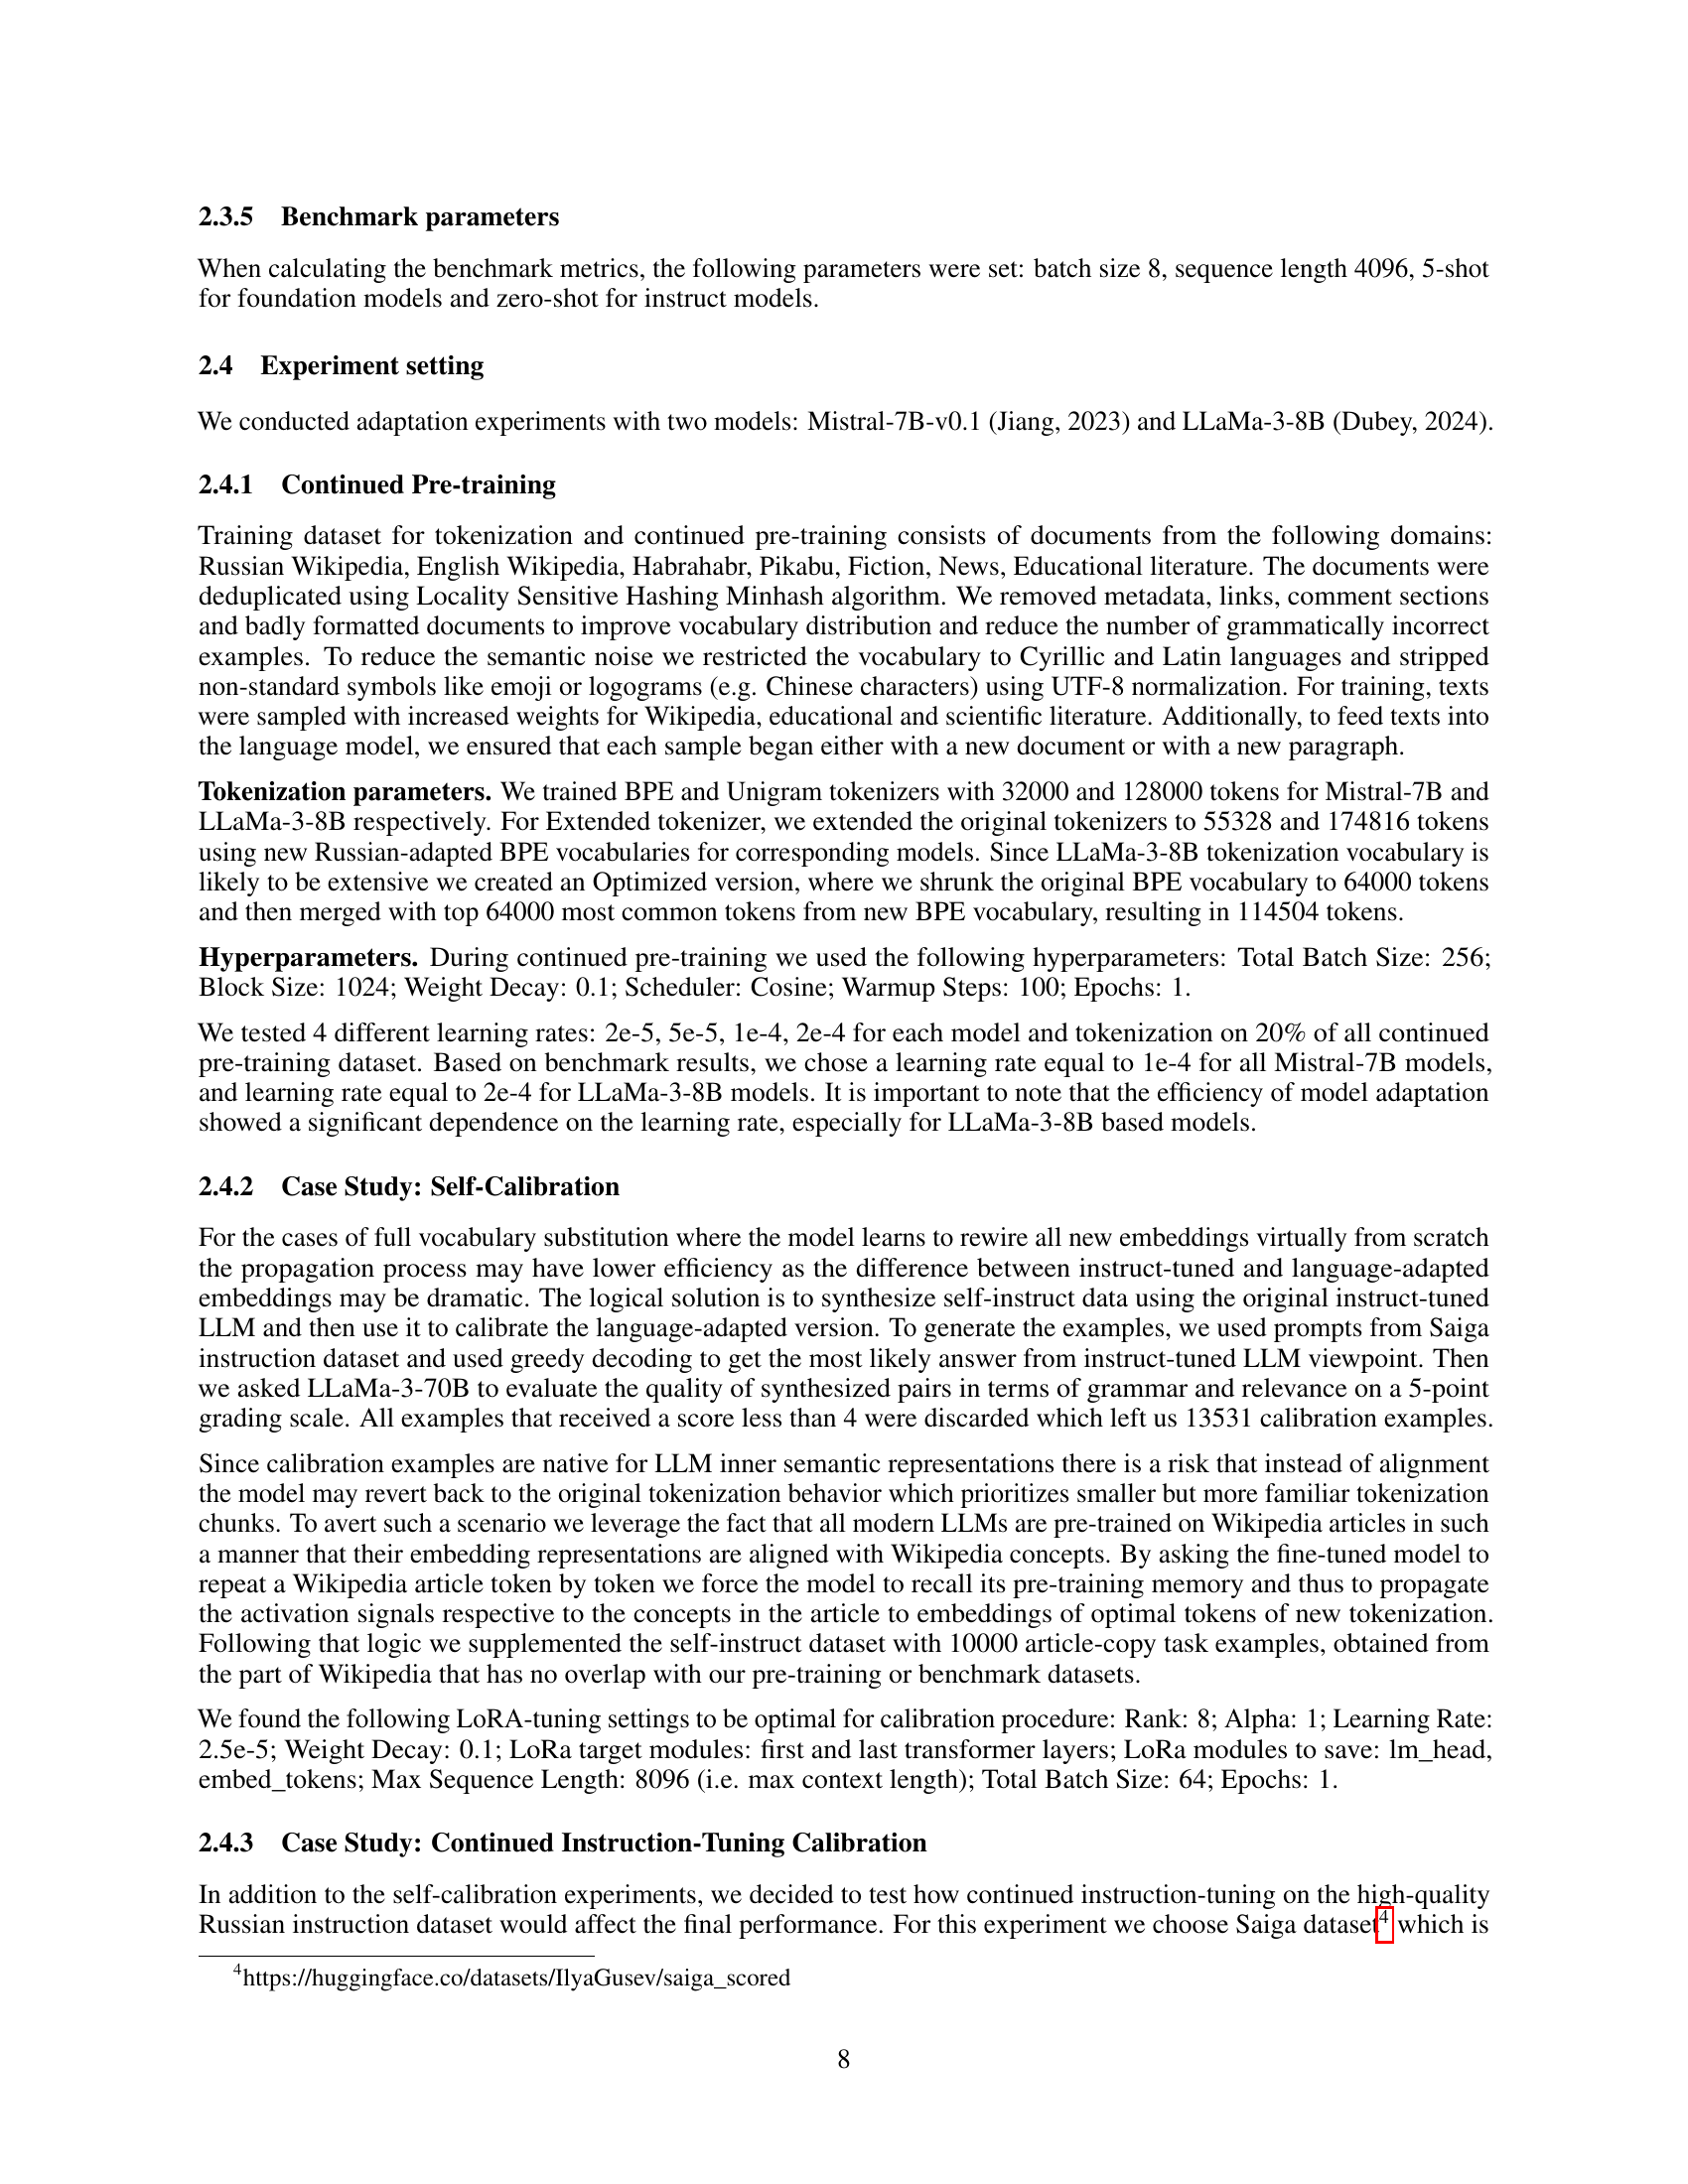 2.3.5 Benchmark parameters
When calculating the benchmark metrics, the following parameters were set: batch size 8, sequence length 4096, 5-shot
for foundation models and zero-shot for instruct models.
2.4 Experiment setting
We conducted adaptation experiments with two models: Mistral-7B-v0.1 (Jiang, 2023) and LLaMa-3-8B (Dubey, 2024).
2.4.1 Continued Pre-training
Training dataset for tokenization and continued pre-training consists of documents from the following domains:
Russian Wikipedia, English Wikipedia, Habrahabr, Pikabu, Fiction, News, Educational literature. The documents were
deduplicated using Locality Sensitive Hashing Minhash algorithm. We removed metadata, links, comment sections
and badly formatted documents to improve vocabulary distribution and reduce the number of grammatically incorrect
examples. To reduce the semantic noise we restricted the vocabulary to Cyrillic and Latin languages and stripped
non-standard symbols like emoji or logograms (e.g. Chinese characters) using UTF-8 normalization. For training, texts
were sampled with increased weights for Wikipedia, educational and scientific literature. Additionally, to feed texts into
the language model, we ensured that each sample began either with a new document or with a new paragraph.
Tokenization parameters. We trained BPE and Unigram tokenizers with 32000 and 128000 tokens for Mistral-7B and
LLaMa-3-8B respectively. For Extended tokenizer, we extended the original tokenizers to 55328 and 174816 tokens
using new Russian-adapted BPE vocabularies for corresponding models. Since LLaMa-3-8B tokenization vocabulary is
likely to be extensive we created an Optimized version, where we shrunk the original BPE vocabulary to 64000 tokens
and then merged with top 64000 most common tokens from new BPE vocabulary, resulting in 114504 tokens.
Hyperparameters. During continued pre-training we used the following hyperparameters: Total Batch Size: 256;
Block Size: 1024; Weight Decay: 0.1; Scheduler: Cosine; Warmup Steps: 100; Epochs: 1.
We tested 4 different learning rates: 2e-5, 5e-5, 1e-4, 2e-4 for each model and tokenization on 20% of all continued
pre-training dataset. Based on benchmark results, we chose a learning rate equal to 1e-4 for all Mistral-7B models,
and learning rate equal to 2e-4 for LLaMa-3-8B models. It is important to note that the efficiency of model adaptation
showed a significant dependence on the learning rate, especially for LLaMa-3-8B based models.
2.4.2 Case Study: Self-Calibration
For the cases of full vocabulary substitution where the model learns to rewire all new embeddings virtually from scratch
the propagation process may have lower efficiency as the difference between instruct-tuned and language-adapted
embeddings may be dramatic. The logical solution is to synthesize self-instruct data using the original instruct-tuned
LLM and then use it to calibrate the language-adapted version. To generate the examples, we used prompts from Saiga
instruction dataset and used greedy decoding to get the most likely answer from instruct-tuned LLM viewpoint. Then
we asked LLaMa-3-70B to evaluate the quality of synthesized pairs in terms of grammar and relevance on a 5-point
grading scale. All examples that received a score less than 4 were discarded which left us 13531 calibration examples.
Since calibration examples are native for LLM inner semantic representations there is a risk that instead of alignment
the model may revert back to the original tokenization behavior which prioritizes smaller but more familiar tokenization
chunks. To avert such a scenario we leverage the fact that all modern LLMs are pre-trained on Wikipedia articles in such
a manner that their embedding representations are aligned with Wikipedia concepts. By asking the fine-tuned model to
repeat a Wikipedia article token by token we force the model to recall its pre-training memory and thus to propagate
the activation signals respective to the concepts in the article to embeddings of optimal tokens of new tokenization.
Following that logic we supplemented the self-instruct dataset with 10000 article-copy task examples, obtained from
the part of Wikipedia that has no overlap with our pre-training or benchmark datasets.
We found the following LoRA-tuning settings to be optimal for calibration procedure: Rank: 8; Alpha: 1; Learning Rate:
2.5e-5; Weight Decay: 0.1; LoRa target modules: first and last transformer layers; LoRa modules to save: lm_head,
embed_tokens; Max Sequence Length: 8096 (i.e. max context length); Total Batch Size: 64; Epochs: 1.
2.4.3 Case Study: Continued Instruction-Tuning Calibration
In addition to the self-calibration experiments, we decided to test how continued instruction-tuning on the high-quality
Russian instruction dataset would affect the final performance. For this experiment we choose Saiga dataset4 which is
4https://huggingface.co/datasets/IlyaGusev/saiga_scored
8